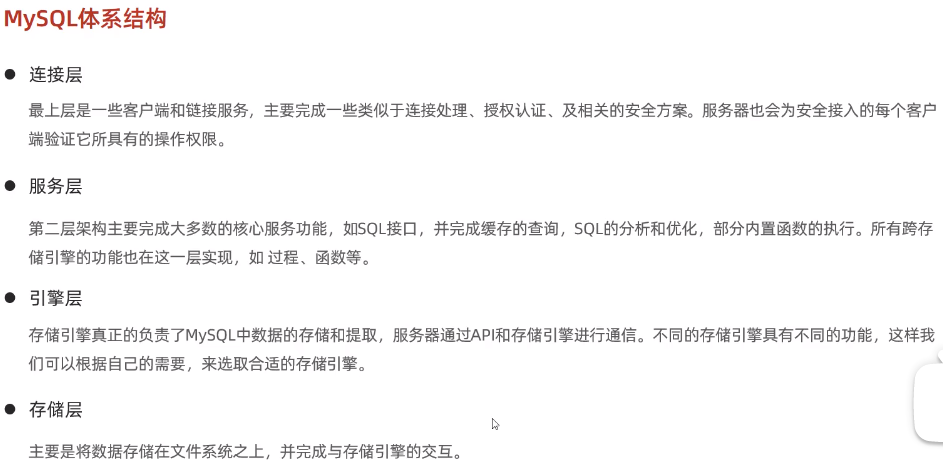 MySQL体系结构
● 连接层
最上层是一些客户端和链接服务，主要完成一些类似于连接处理、授权认证、及相关的安全方案。服务器也会为安全接入的每个客户
端验证它所具有的操作权限。
● 服务层
第二层架构主要完成大多数的核心服务功能，如SQL接口，并完成缓存的查询，SQL的分析和优化，部分内置函数的执行。所有跨存
储引擎的功能也在这一层实现，如 过程、函数等。
● 引擎层
存储引擎真正的负责了MySQL中数据的存储和提取，服务器通过API和存储引擎进行通信。不同的存储引擎具有不同的功能，这样我
们可以根据自己的需要，来选取合适的存储引擎。
● 存储层
主要是将数据存储在文件系统之上，并完成与存储引擎的交互。